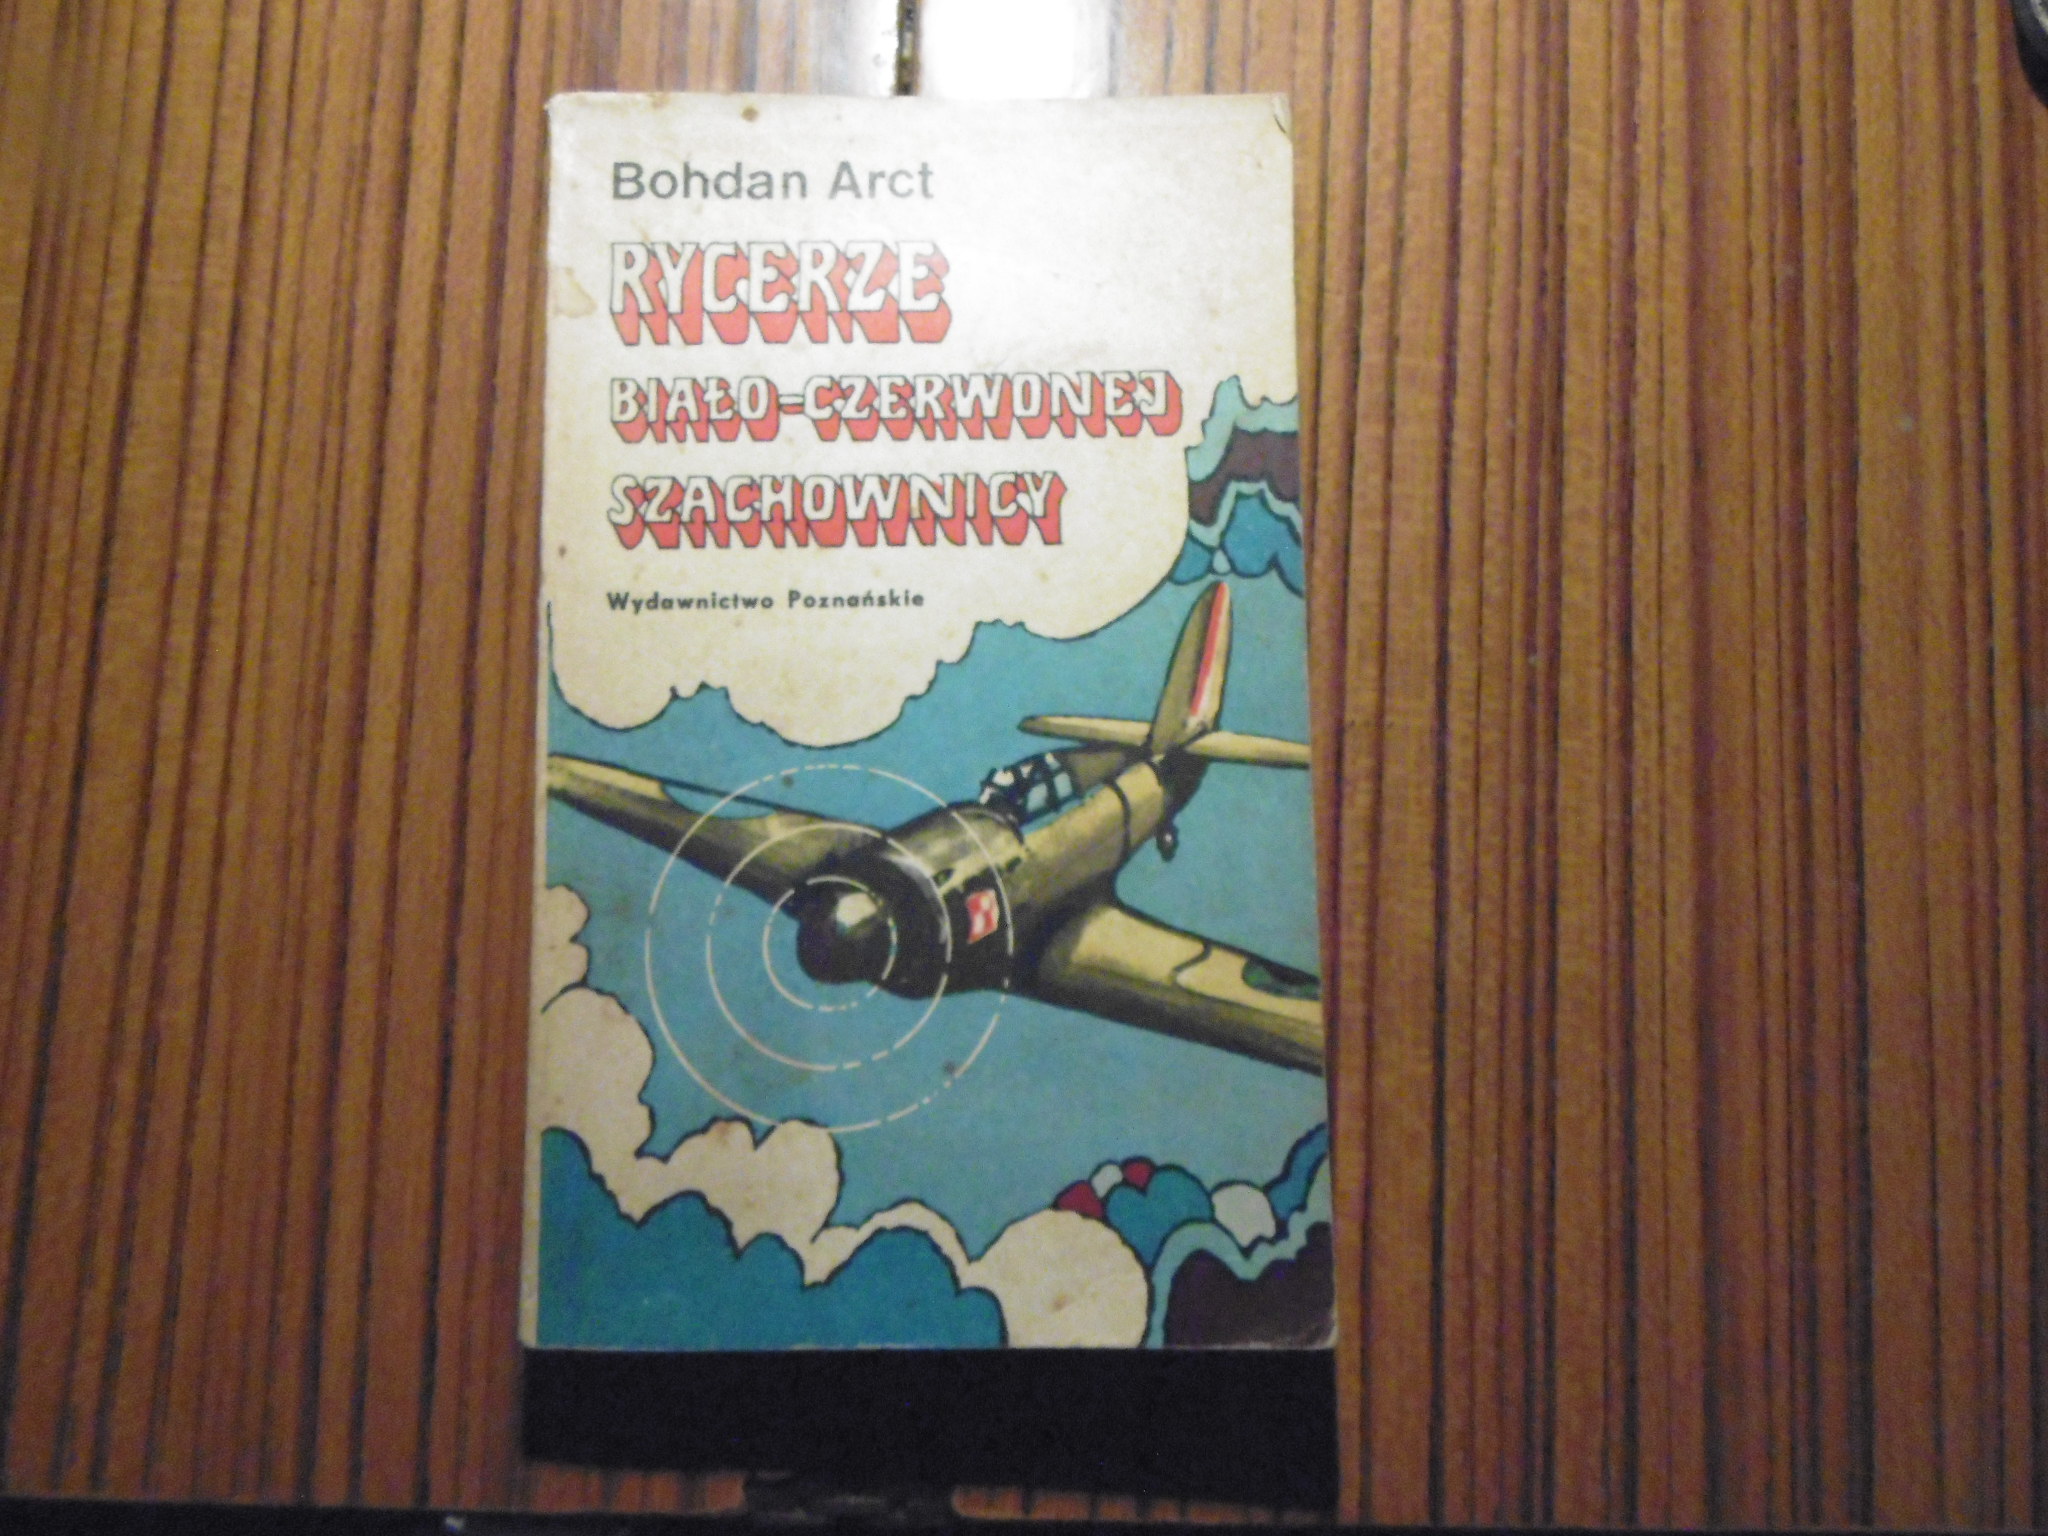 Bohdan Arct
RYCERZE
BIAŁO-CZERWONEJ
SZACHOWNICY
Wydawnictwo Poznańskie